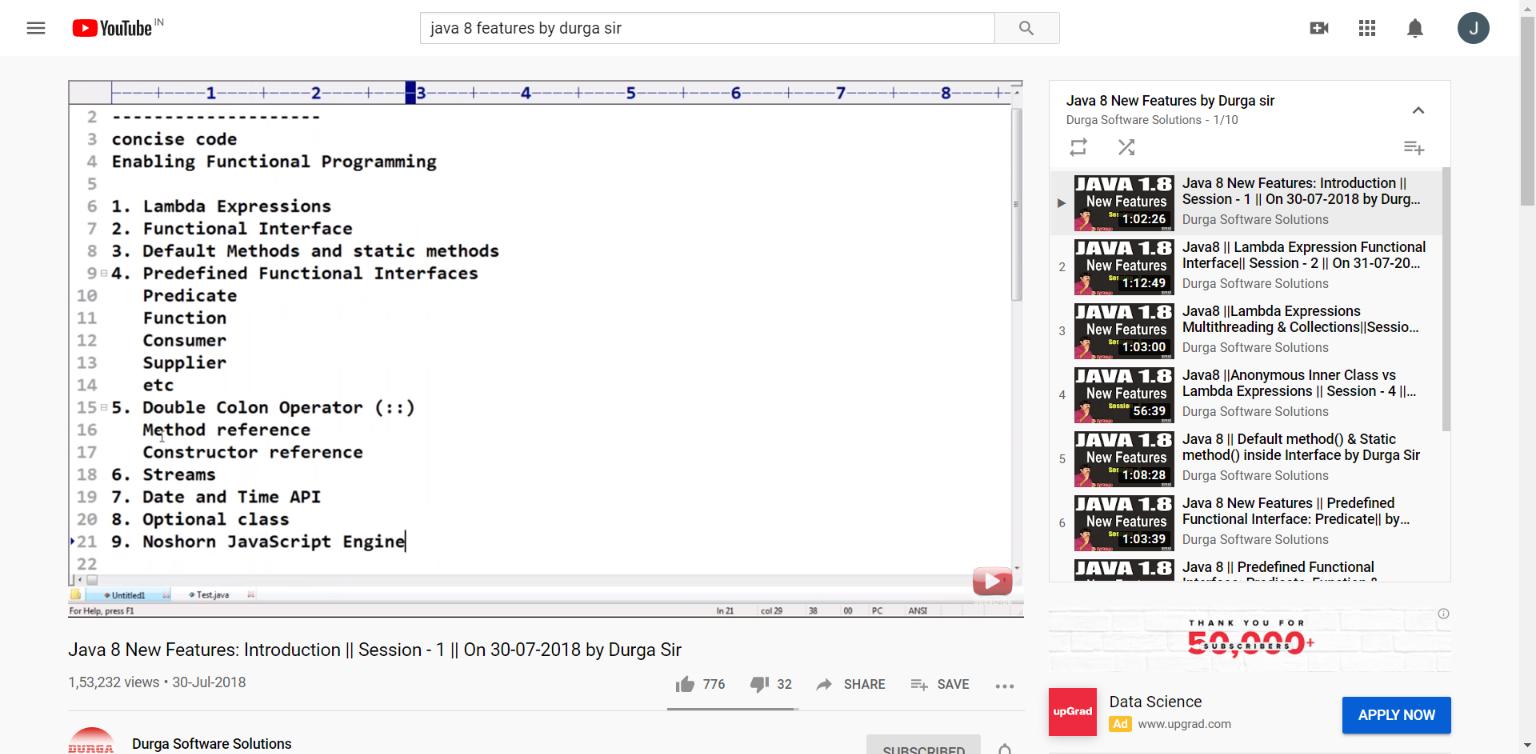 YouTube IN
java 8 features by durga sir
J
1 2 3 4 5 6 7 8
2 --------------------
3 concise code
4 Enabling Functional Programming
5
6 1. Lambda Expressions
7 2. Functional Interface
8 3. Default Methods and static methods
9 4. Predefined Functional Interfaces
10 Predicate
11 Function
12 Consumer
13 Supplier
14 etc
15 5. Double Colon Operator (::)
16 Method reference
17 Constructor reference
18 6. Streams
19 7. Date and Time API
20 8. Optional class
21 9. Noshorn JavaScript Engine
22
Untitled1 Test.java
For Help, press F1 ln 21 col 29 38 00 PC ANSI
Java 8 New Features: Introduction || Session - 1 || On 30-07-2018 by Durga Sir
1,53,232 views • 30-Jul-2018
776 32 SHARE SAVE
DURGA
Durga Software Solutions
SUBSCRIBED
Java 8 New Features by Durga sir
Durga Software Solutions - 1/10
JAVA 1.8
New Features
1:02:26
Java 8 New Features: Introduction ||
Session - 1 || On 30-07-2018 by Durg...
Durga Software Solutions
2
JAVA 1.8
New Features
1:12:49
Java8 || Lambda Expression Functional
Interface|| Session - 2 || On 31-07-20...
Durga Software Solutions
3
JAVA 1.8
New Features
1:03:00
Java8 ||Lambda Expressions
Multithreading & Collections||Sessio...
Durga Software Solutions
4
JAVA 1.8
New Features
56:39
Java8 ||Anonymous Inner Class vs
Lambda Expressions || Session - 4 ||...
Durga Software Solutions
5
JAVA 1.8
New Features
1:08:28
Java 8 || Default method() & Static
method() inside Interface by Durga Sir
Durga Software Solutions
6
JAVA 1.8
New Features
1:03:39
Java 8 New Features || Predefined
Functional Interface: Predicate|| by...
Durga Software Solutions
JAVA 1.8
Java 8 || Predefined Functional
Interface: Predicate, Function &
THANK YOU FOR
50,000+
SUBSCRIBERS
upGrad
Data Science
Ad www.upgrad.com
APPLY NOW